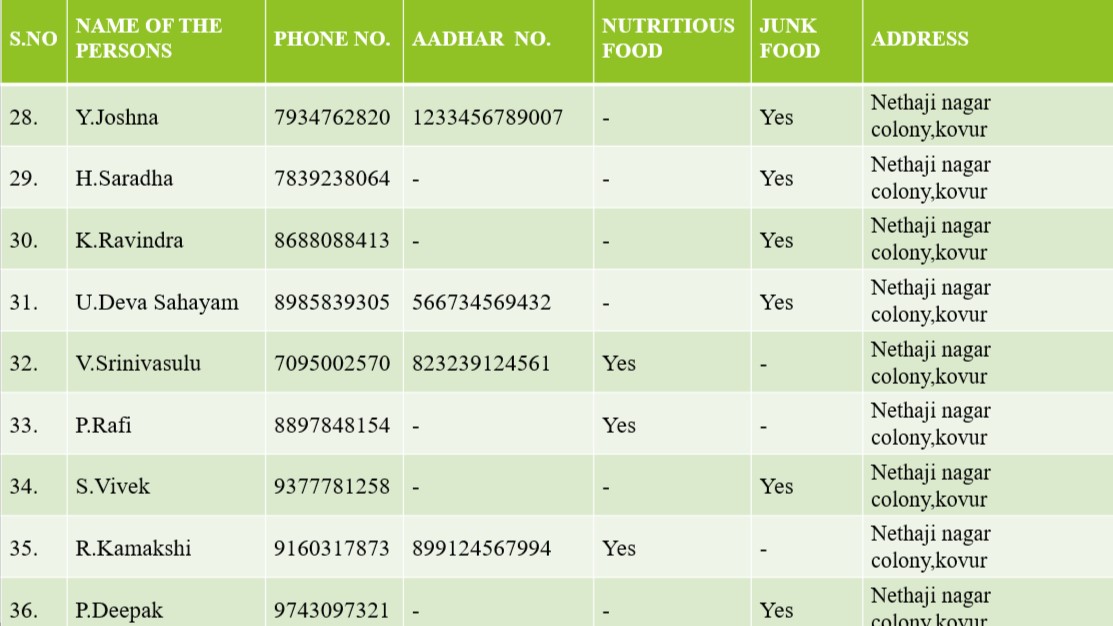 S.NO NAME OF THE PERSONS PHONE NO. AADHAR NO. NUTRITIOUS FOOD JUNK FOOD ADDRESS
28. Y.Joshna 7934762820 1233456789007 - Yes Nethaji nagar colony,kovur
29. H.Saradha 7839238064 - - Yes Nethaji nagar colony,kovur
30. K.Ravindra 8688088413 - - Yes Nethaji nagar colony,kovur
31. U.Deva Sahayam 8985839305 566734569432 - Yes Nethaji nagar colony,kovur
32. V.Srinivasulu 7095002570 823239124561 Yes - Nethaji nagar colony,kovur
33. P.Rafi 8897848154 - Yes - Nethaji nagar colony,kovur
34. S.Vivek 9377781258 - - Yes Nethaji nagar colony,kovur
35. R.Kamakshi 9160317873 899124567994 Yes - Nethaji nagar colony,kovur
36. P.Deepak 9743097321 - - Yes Nethaji nagar colony,kovur